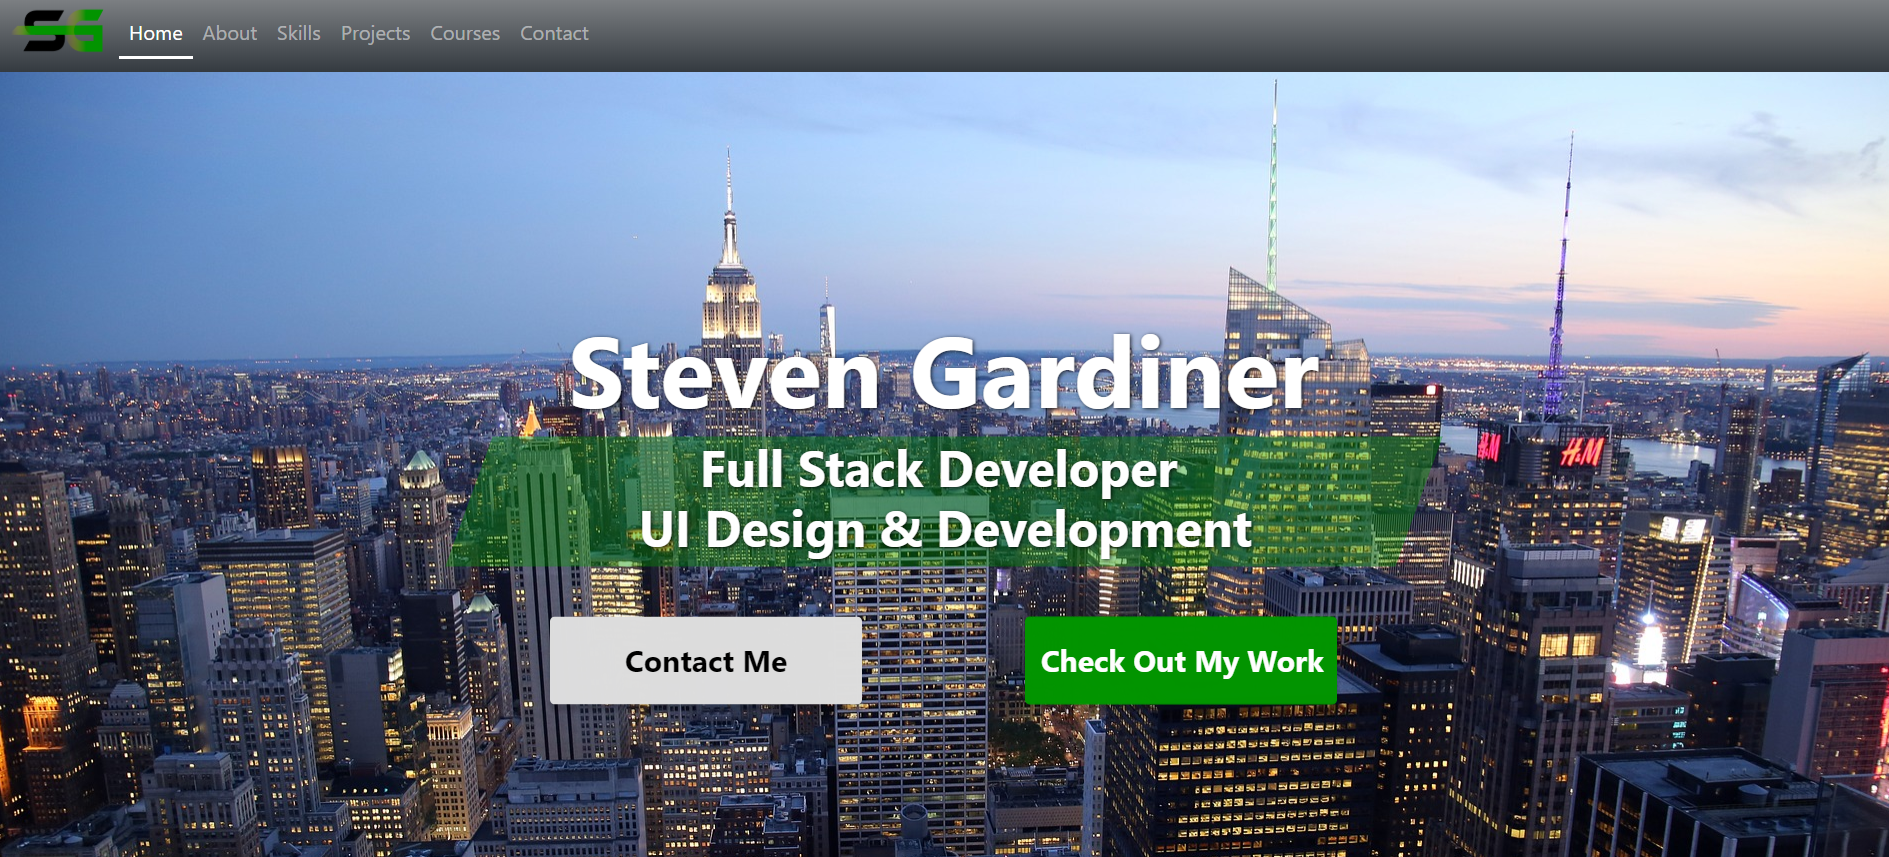 SG
Home About Skills Projects Courses Contact
Steven Gardiner
Full Stack Developer
UI Design & Development
H&M H&M
Contact Me Check Out My Work